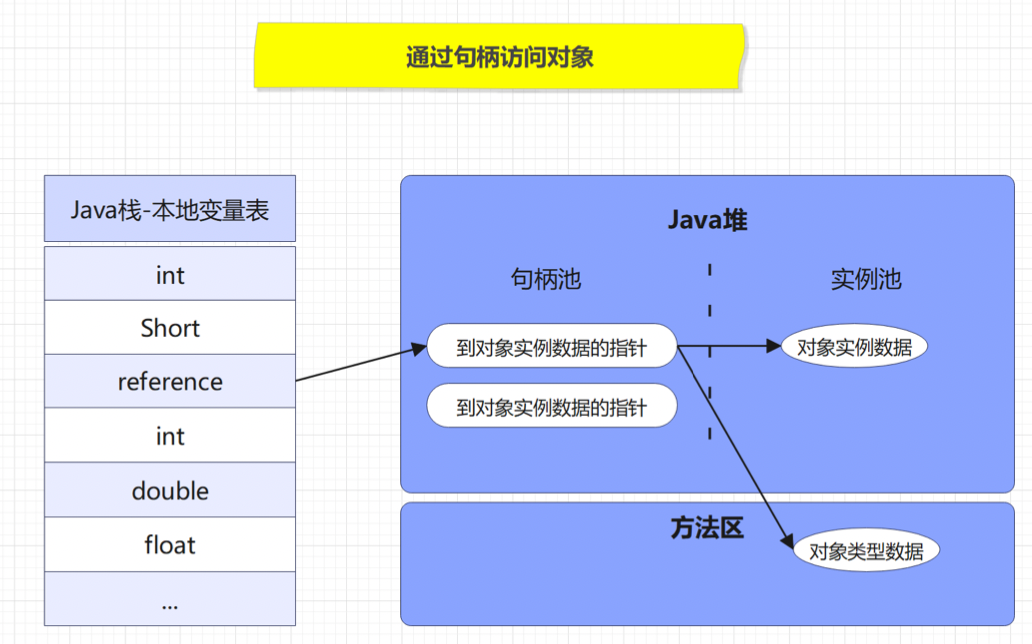 通过句柄访问对象
Java栈-本地变量表
int
Short
reference
int
double
float
...
Java堆
句柄池
实例池
到对象实例数据的指针
对象实例数据
到对象实例数据的指针
方法区
对象类型数据